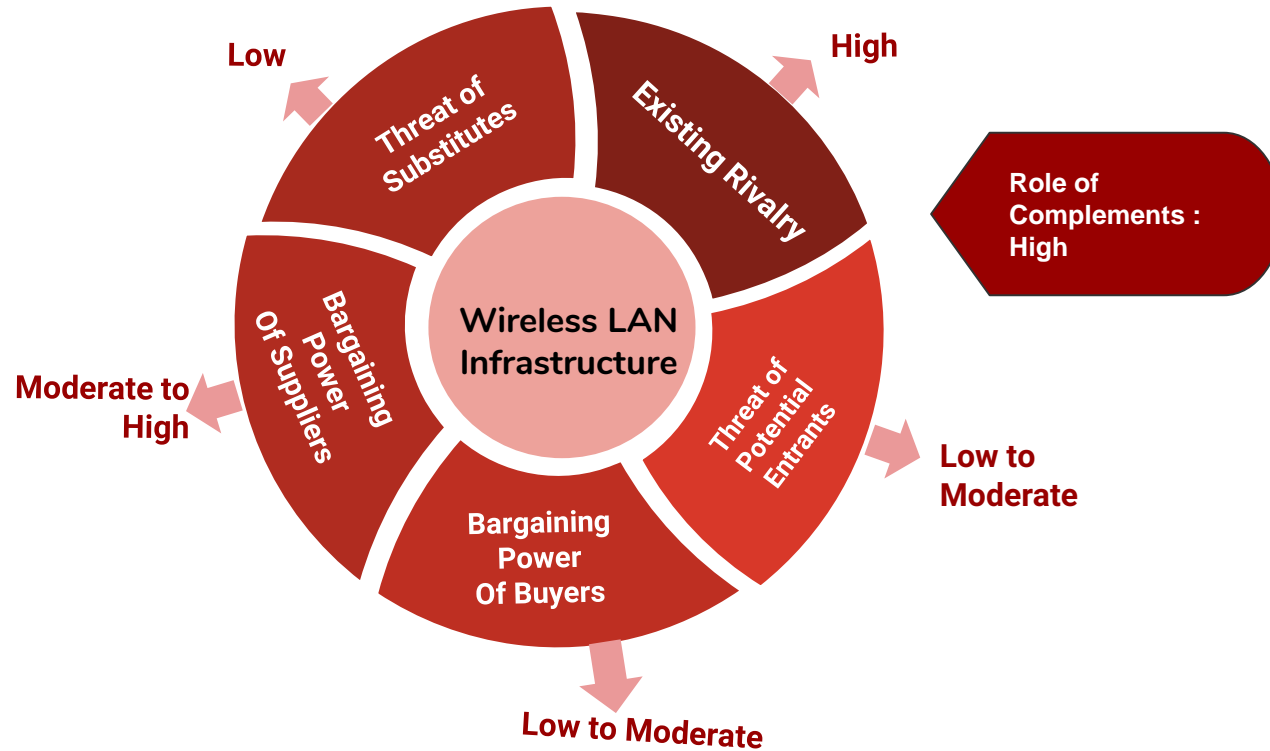 Low
Threat of
Substitutes
High
Existing Rivalry
Role of
Complements :
High
Wireless LAN
Infrastructure
Bargaining
Power
Of Suppliers
Moderate to
High
Threat of
Potential
Entrants
Low to
Moderate
Bargaining
Power
Of Buyers
Low to Moderate